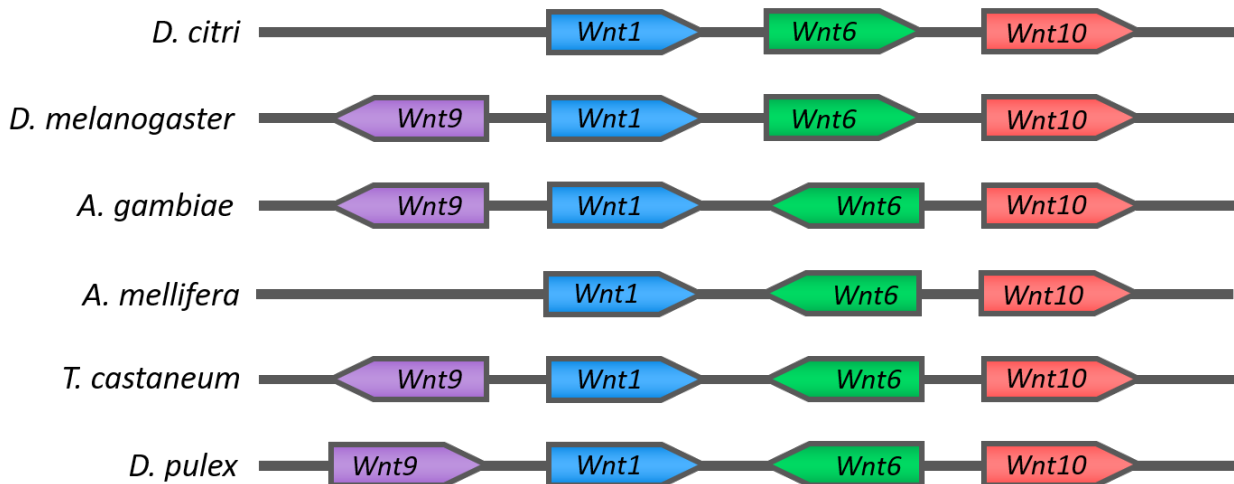 D. citri Wnt1 Wnt6 Wnt10
D. melanogaster Wnt9 Wnt1 Wnt6 Wnt10
A. gambiae Wnt9 Wnt1 Wnt6 Wnt10
A. mellifera Wnt1 Wnt6 Wnt10
T. castaneum Wnt9 Wnt1 Wnt6 Wnt10
D. pulex Wnt9 Wnt1 Wnt6 Wnt10